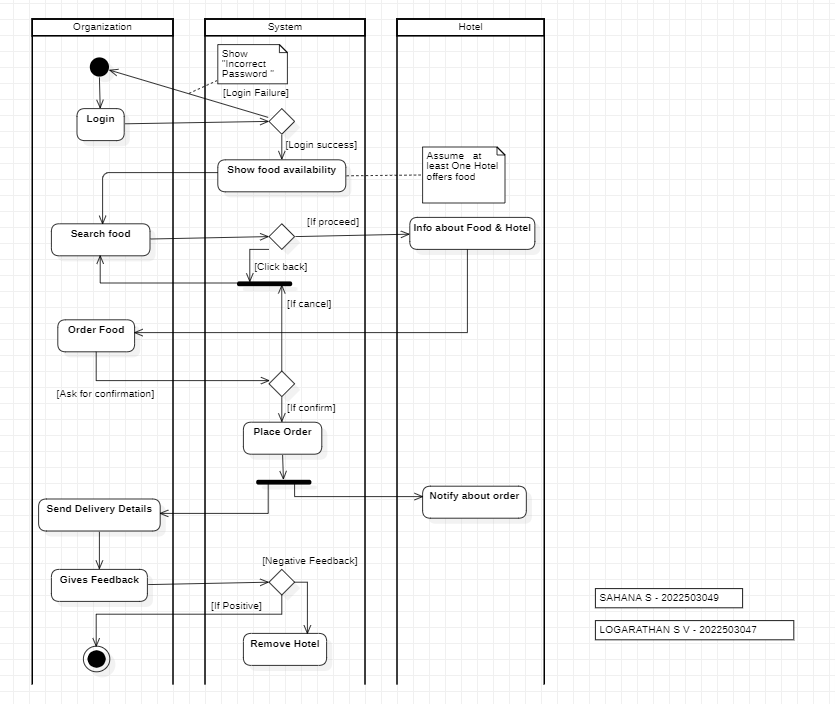 Organization
System
Hotel
Show
"Incorrect
Password "
[Login Failure]
Login
[Login success]
Assume at
least One Hotel
offers food
Show food availability
[If proceed]
Search food
Info about Food & Hotel
[Click back]
[If cancel]
Order Food
[Ask for confirmation]
[If confirm]
Place Order
Notify about order
Send Delivery Details
[Negative Feedback]
Gives Feedback
[If Positive]
Remove Hotel
SAHANA S - 2022503049
LOGARATHAN S V - 2022503047